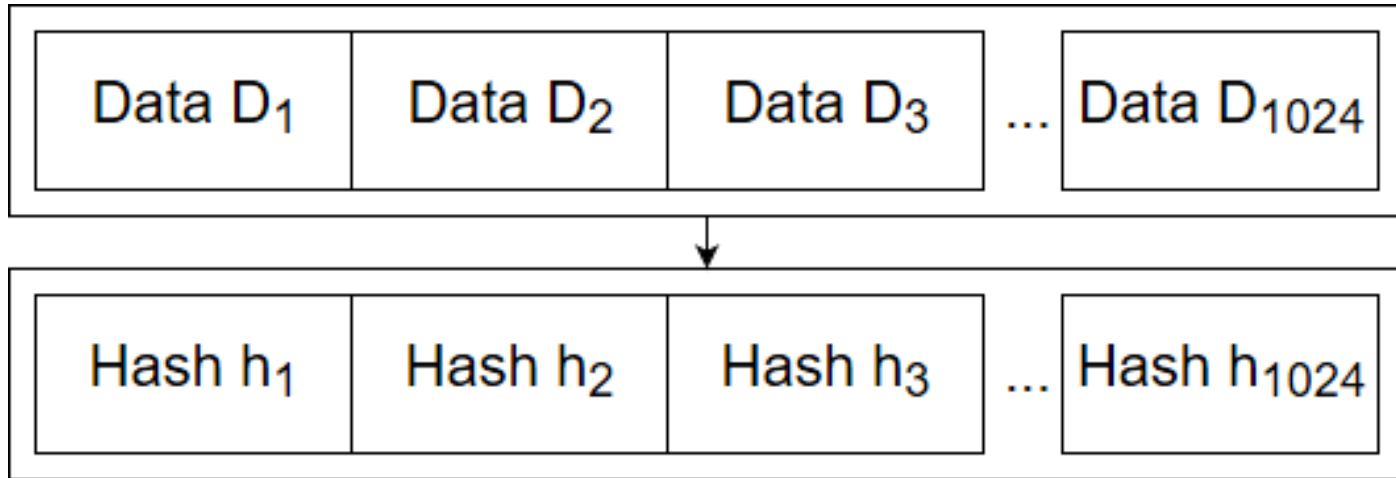 Data D₁ Data D₂ Data D₃ ... Data D₁₀₂₄
Hash h₁ Hash h₂ Hash h₃ ... Hash h₁₀₂₄